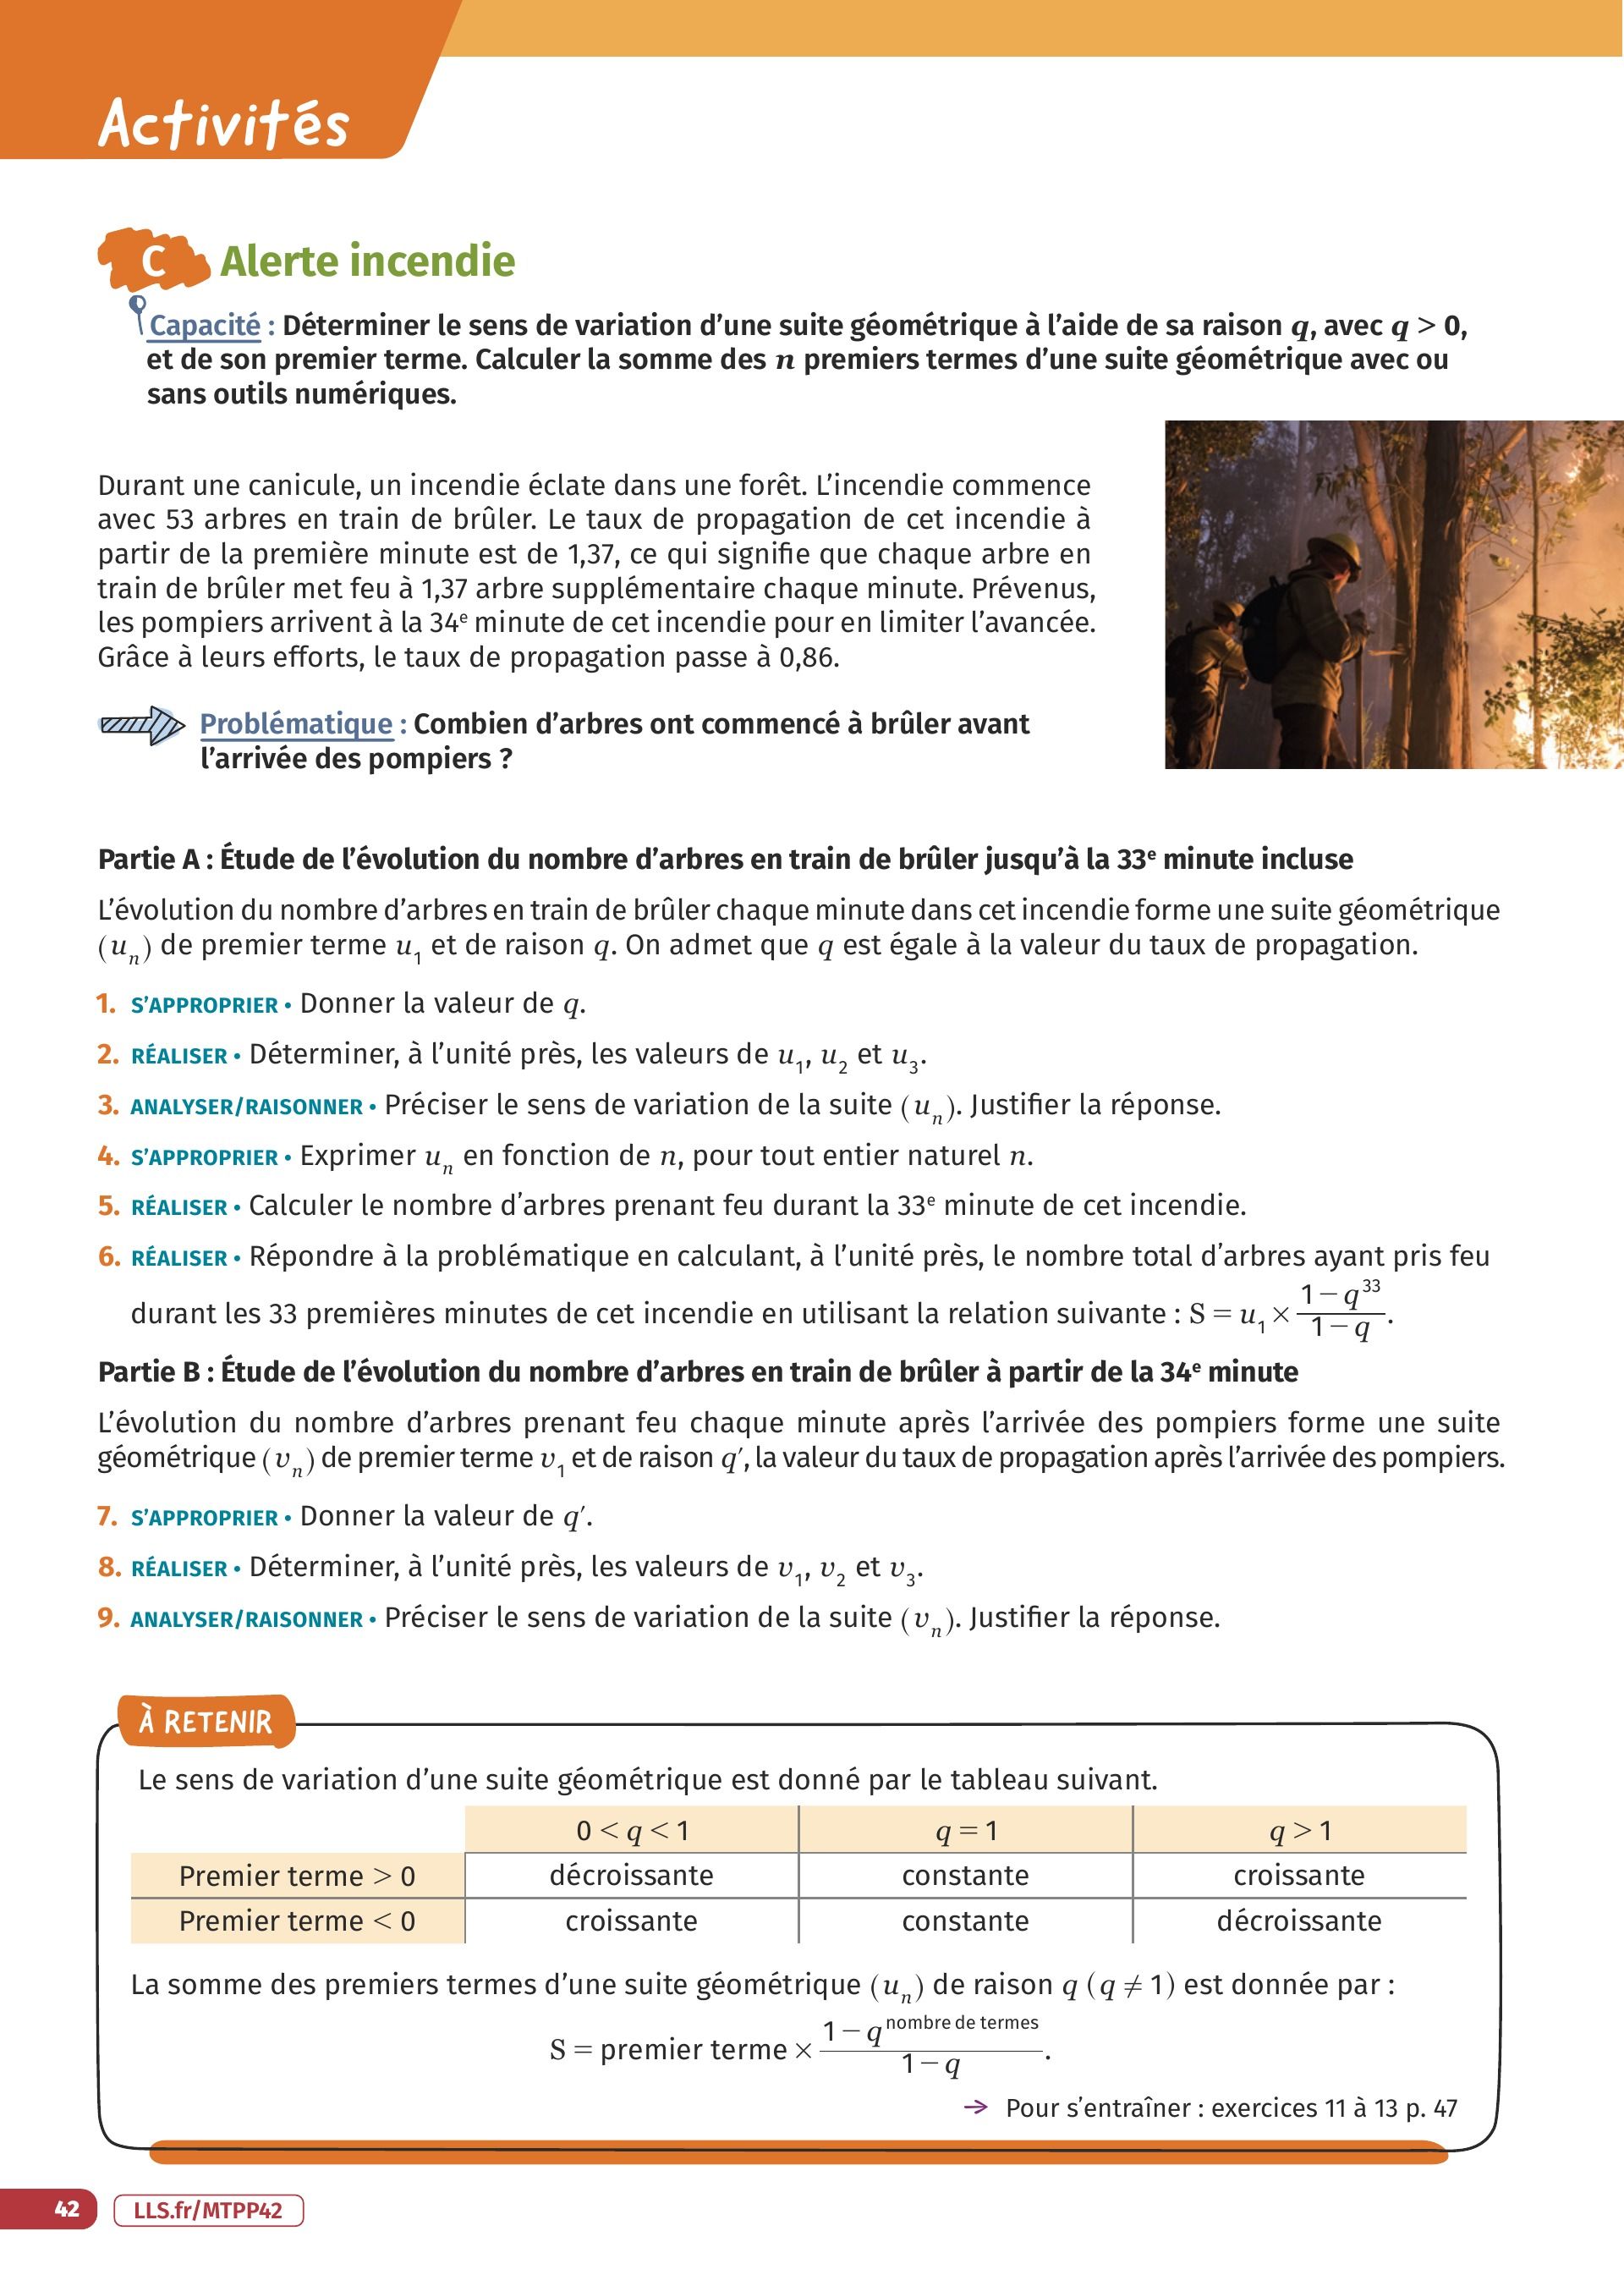 Activités
C Alerte incendie
Capacité : Déterminer le sens de variation d’une suite géométrique à l’aide de sa raison q, avec q > 0,
et de son premier terme. Calculer la somme des n premiers termes d’une suite géométrique avec ou
sans outils numériques.
Durant une canicule, un incendie éclate dans une forêt. L’incendie commence
avec 53 arbres en train de brûler. Le taux de propagation de cet incendie à
partir de la première minute est de 1,37, ce qui signifie que chaque arbre en
train de brûler met feu à 1,37 arbre supplémentaire chaque minute. Prévenus,
les pompiers arrivent à la 34e minute de cet incendie pour en limiter l’avancée.
Grâce à leurs efforts, le taux de propagation passe à 0,86.
Problématique : Combien d’arbres ont commencé à brûler avant
l’arrivée des pompiers ?
Partie A : Étude de l’évolution du nombre d’arbres en train de brûler jusqu’à la 33e minute incluse
L’évolution du nombre d’arbres en train de brûler chaque minute dans cet incendie forme une suite géométrique
(u_n) de premier terme u_1 et de raison q. On admet que q est égale à la valeur du taux de propagation.
1. S’APPROPRIER • Donner la valeur de q.
2. RÉALISER • Déterminer, à l’unité près, les valeurs de u_1, u_2 et u_3.
3. ANALYSER/RAISONNER • Préciser le sens de variation de la suite (u_n). Justifier la réponse.
4. S’APPROPRIER • Exprimer u_n en fonction de n, pour tout entier naturel n.
5. RÉALISER • Calculer le nombre d’arbres prenant feu durant la 33e minute de cet incendie.
6. RÉALISER • Répondre à la problématique en calculant, à l’unité près, le nombre total d’arbres ayant pris feu
durant les 33 premières minutes de cet incendie en utilisant la relation suivante : S = u_1 × (1 − q^33)/(1 − q).
Partie B : Étude de l’évolution du nombre d’arbres en train de brûler à partir de la 34e minute
L’évolution du nombre d’arbres prenant feu chaque minute après l’arrivée des pompiers forme une suite
géométrique (v_n) de premier terme v_1 et de raison q′, la valeur du taux de propagation après l’arrivée des pompiers.
7. S’APPROPRIER • Donner la valeur de q′.
8. RÉALISER • Déterminer, à l’unité près, les valeurs de v_1, v_2 et v_3.
9. ANALYSER/RAISONNER • Préciser le sens de variation de la suite (v_n). Justifier la réponse.
À RETENIR
Le sens de variation d’une suite géométrique est donné par le tableau suivant.
0 < q < 1 q = 1 q > 1
Premier terme > 0 décroissante constante croissante
Premier terme < 0 croissante constante décroissante
La somme des premiers termes d’une suite géométrique (u_n) de raison q (q ≠ 1) est donnée par :
S = premier terme × (1 − q^nombre de termes)/(1 − q).
→ Pour s’entraîner : exercices 11 à 13 p. 47
42 LLS.fr/MTPP42